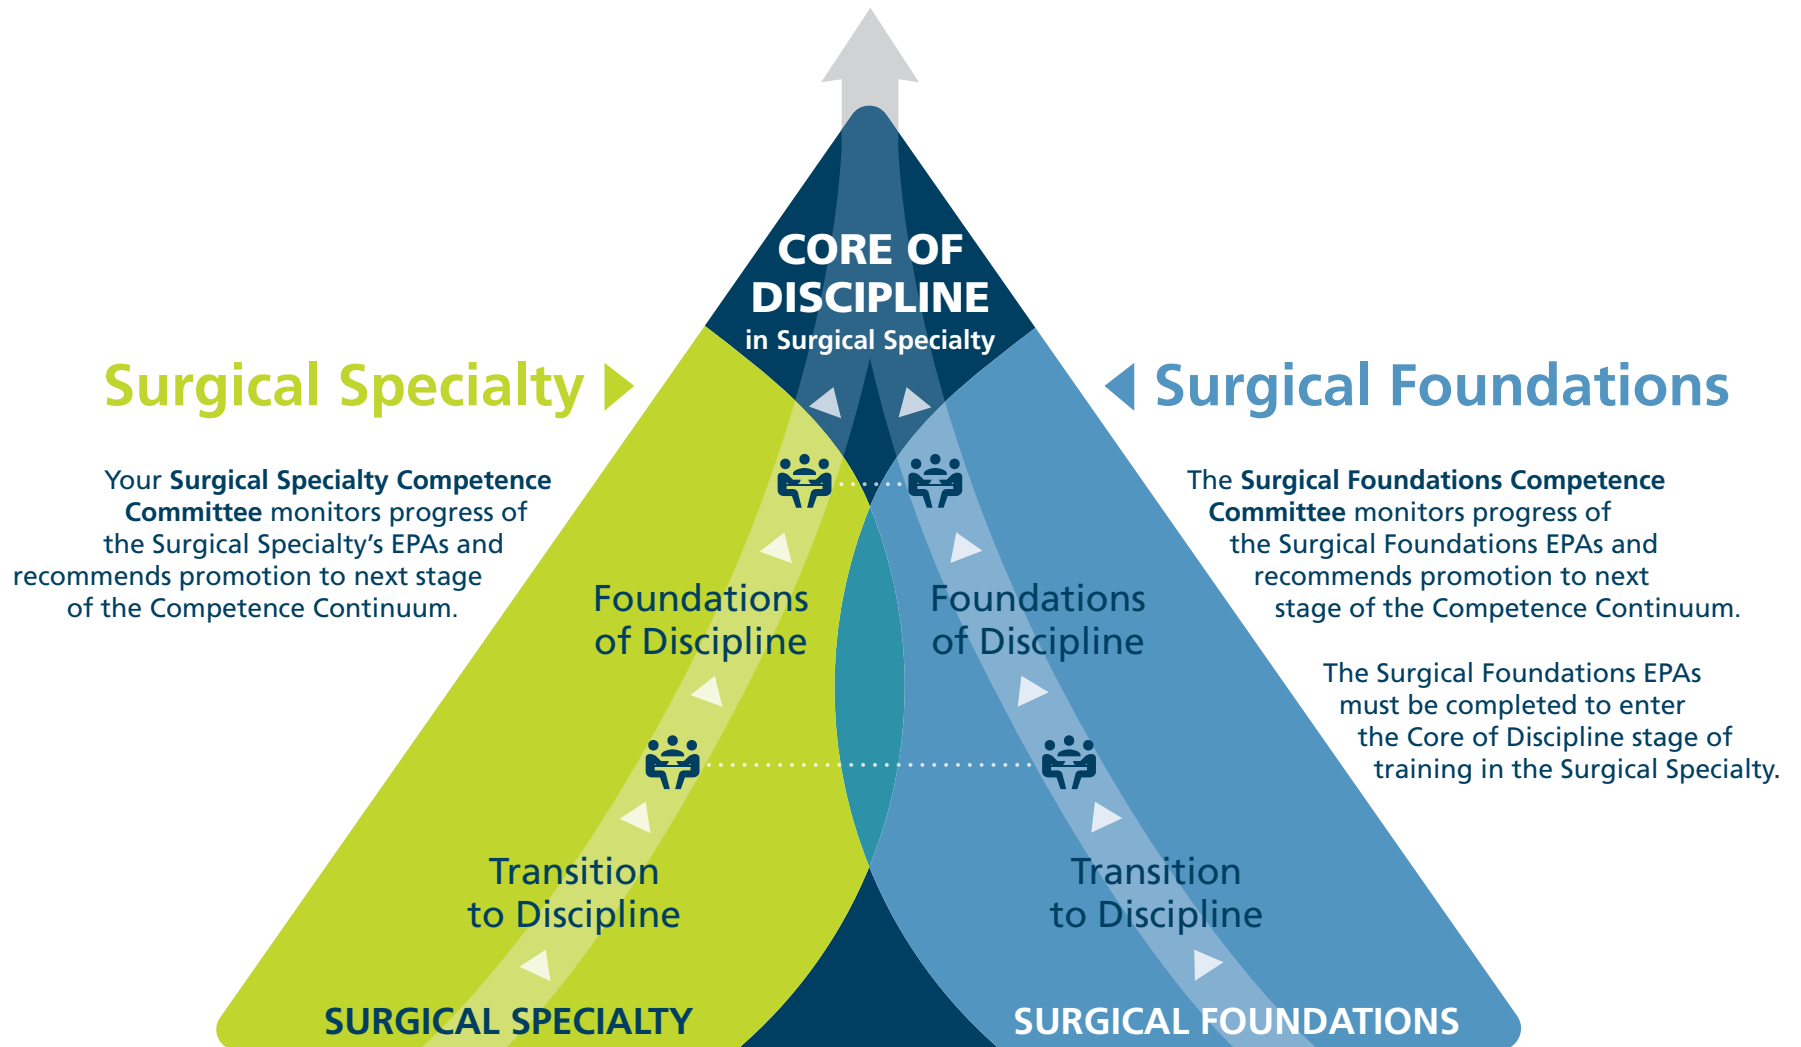 CORE OF
DISCIPLINE
in Surgical Specialty
Surgical Specialty
Your Surgical Specialty Competence
Committee monitors progress of
the Surgical Specialty’s EPAs and
recommends promotion to next stage
of the Competence Continuum.
Surgical Foundations
The Surgical Foundations Competence
Committee monitors progress of
the Surgical Foundations EPAs and
recommends promotion to next
stage of the Competence Continuum.
The Surgical Foundations EPAs
must be completed to enter
the Core of Discipline stage of
training in the Surgical Specialty.
Foundations
of Discipline
Foundations
of Discipline
Transition
to Discipline
Transition
to Discipline
SURGICAL SPECIALTY
SURGICAL FOUNDATIONS